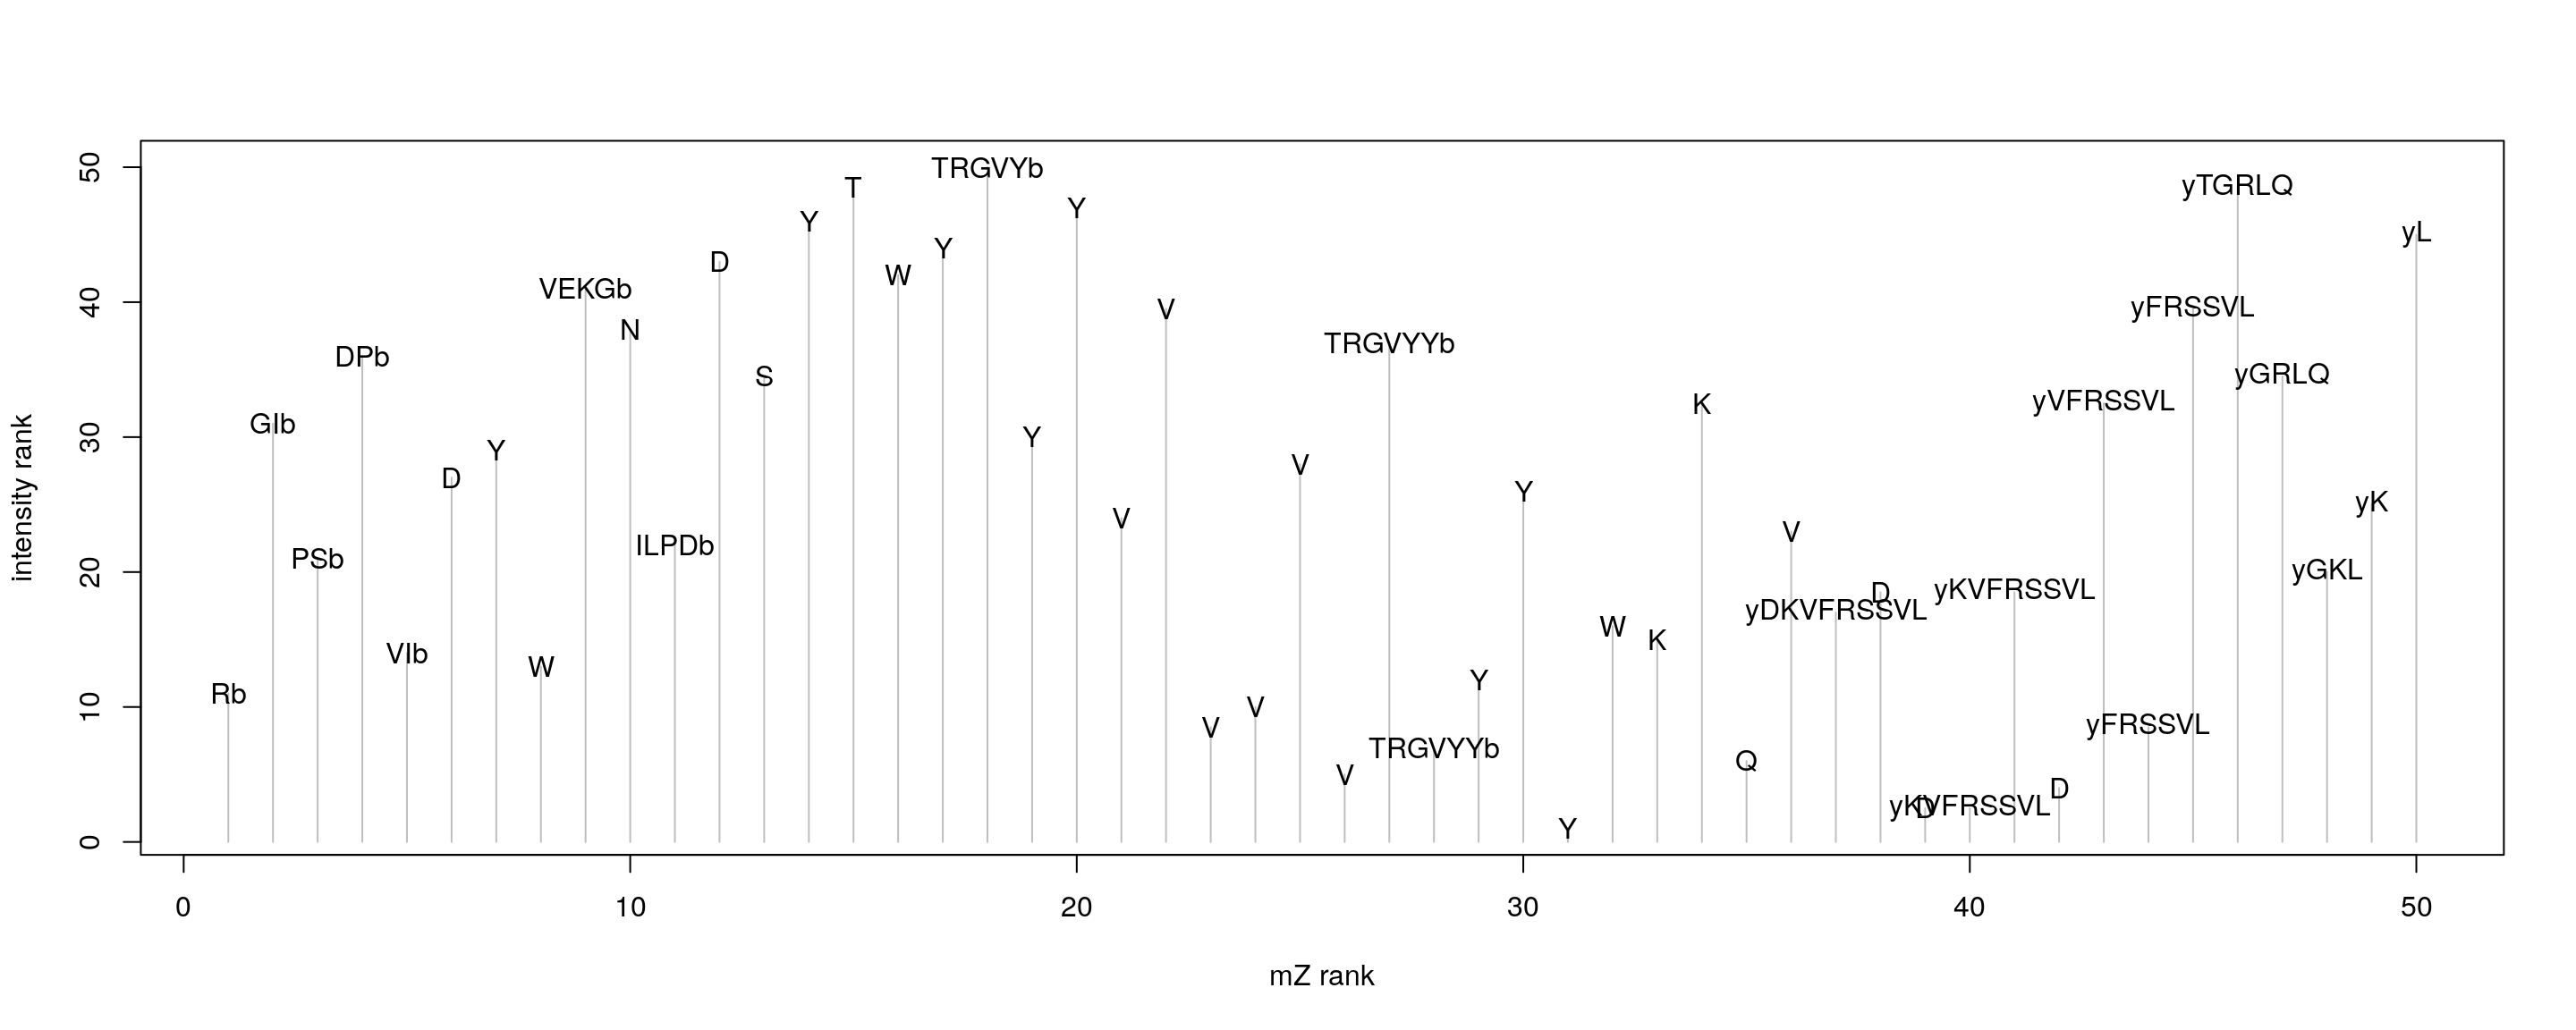 TRGVYb
yTGRLQ
T
Y
Y
yL
Y
D
W
VEKGb
V
yFRSSVL
N
TRGVYYb
DPb
S
yGRLQ
K
yVFRSSVL
GIb
Y
Y
V
D
Y
yK
V
V
PSb
ILPDb
yGKL
D
yKVFRSSVL
yDKVFRSSVL
W
K
VIb
W
Y
Rb
V
V
yFRSSVL
TRGVYYb
Q
V
D
yKVFRSSVL
D
Y
50
40
30
20
10
0
intensity rank
0 10 20 30 40 50
mZ rank